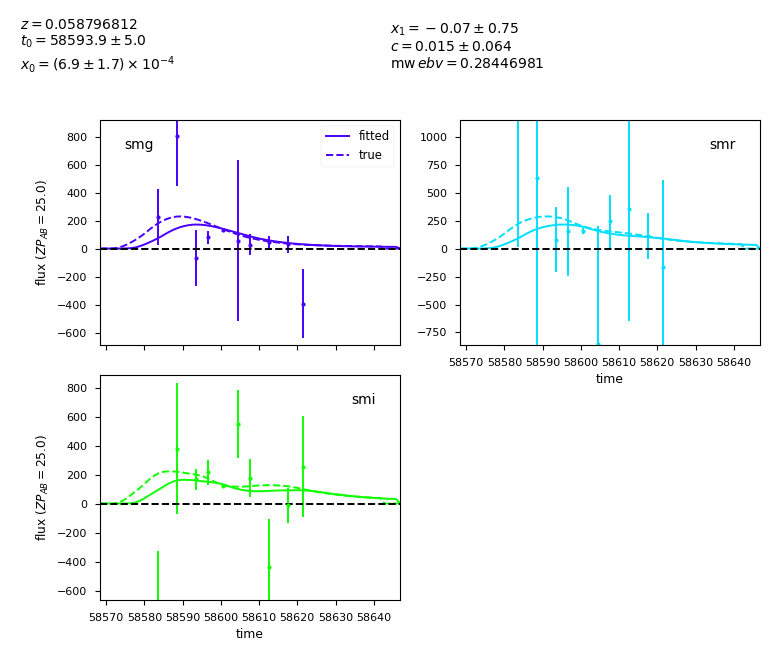 z = 0.058796812
t₀ = 58593.9 ± 5.0
x₀ = (6.9 ± 1.7) × 10⁻⁴
x₁ = −0.07 ± 0.75
c = 0.015 ± 0.064
mw ebv = 0.28446981
smg
fitted
true
800
600
400
200
0
−200
−400
−600
flux (ZP_AB = 25.0)
smr
1000
750
500
250
0
−250
−500
−750
58570 58580 58590 58600 58610 58620 58630 58640
time
smi
800
600
400
200
0
−200
−400
−600
flux (ZP_AB = 25.0)
58570 58580 58590 58600 58610 58620 58630 58640
time